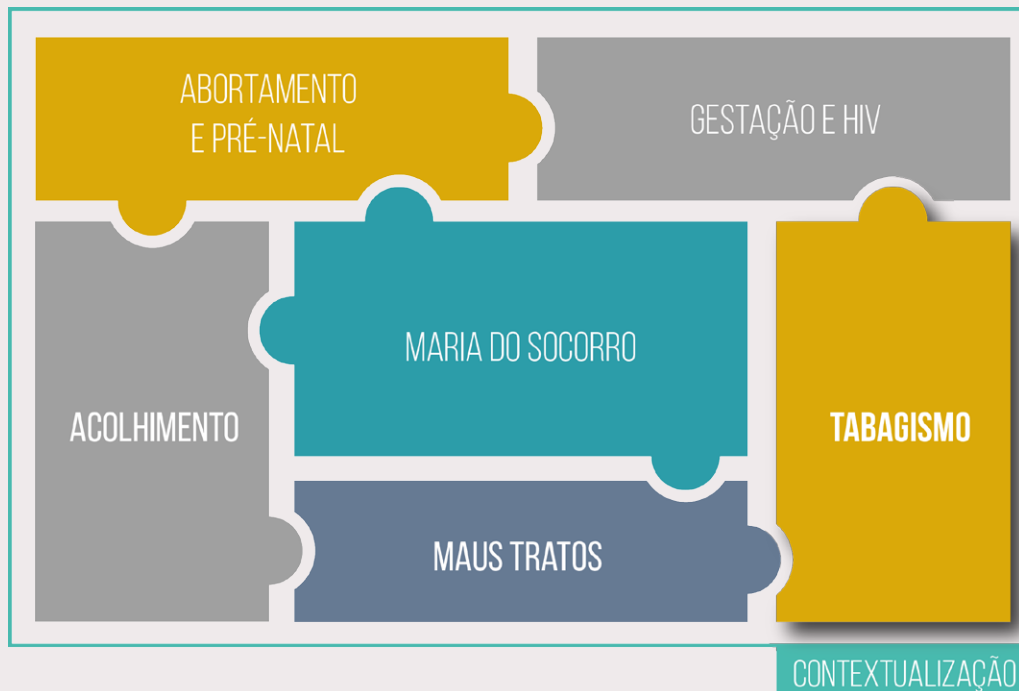 ABORTAMENTO
E PRÉ-NATAL
GESTAÇÃO E HIV
MARIA DO SOCORRO
ACOLHIMENTO
TABAGISMO
MAUS TRATOS
CONTEXTUALIZAÇÃO